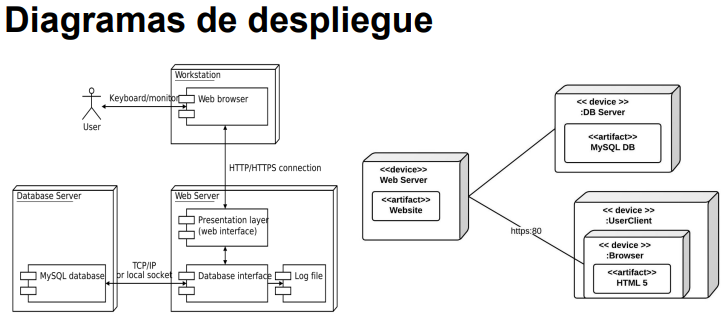 Diagramas de despliegue
Workstation
Keyboard/monitor
Web browser
User
HTTP/HTTPS connection
Database Server
Web Server
Presentation layer
(web interface)
TCP/IP
or local socket
MySQL database
Database interface
Log file
<<device>>
Web Server
<<artifact>>
Website
<< device >>
:DB Server
<<artifact>>
MySQL DB
https:80
<< device >>
:UserClient
<< device >>
:Browser
<<artifact>>
HTML 5